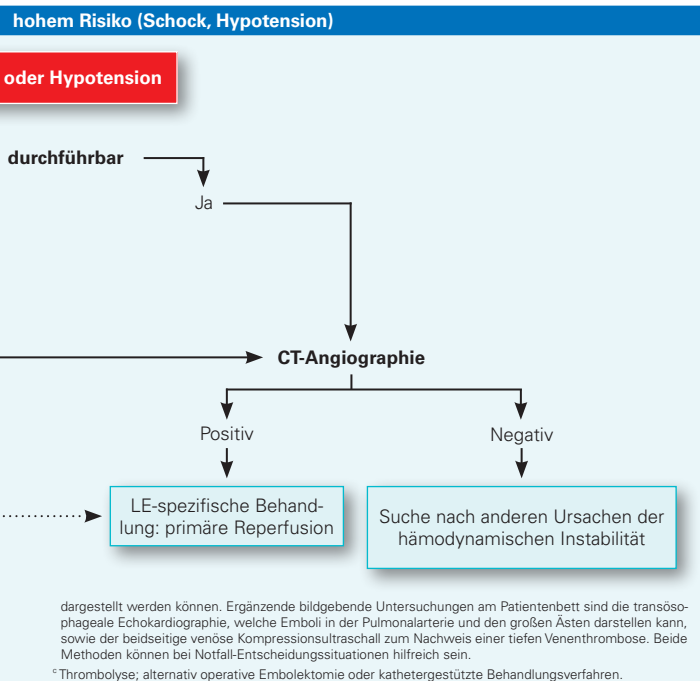 hohem Risiko (Schock, Hypotension)
oder Hypotension
durchführbar
Ja
CT-Angiographie
Positiv
Negativ
LE-spezifische Behand-
lung: primäre Reperfusion
Suche nach anderen Ursachen der
hämodynamischen Instabilität
dargestellt werden können. Ergänzende bildgebende Untersuchungen am Patientenbett sind die transöso-
phageale Echokardiographie, welche Emboli in der Pulmonalarterie und den großen Ästen darstellen kann,
sowie der beidseitige venöse Kompressionsultraschall zum Nachweis einer tiefen Venenthrombose. Beide
Methoden können bei Notfall-Entscheidungssituationen hilfreich sein.
c Thrombolyse; alternativ operative Embolektomie oder kathetergestützte Behandlungsverfahren.